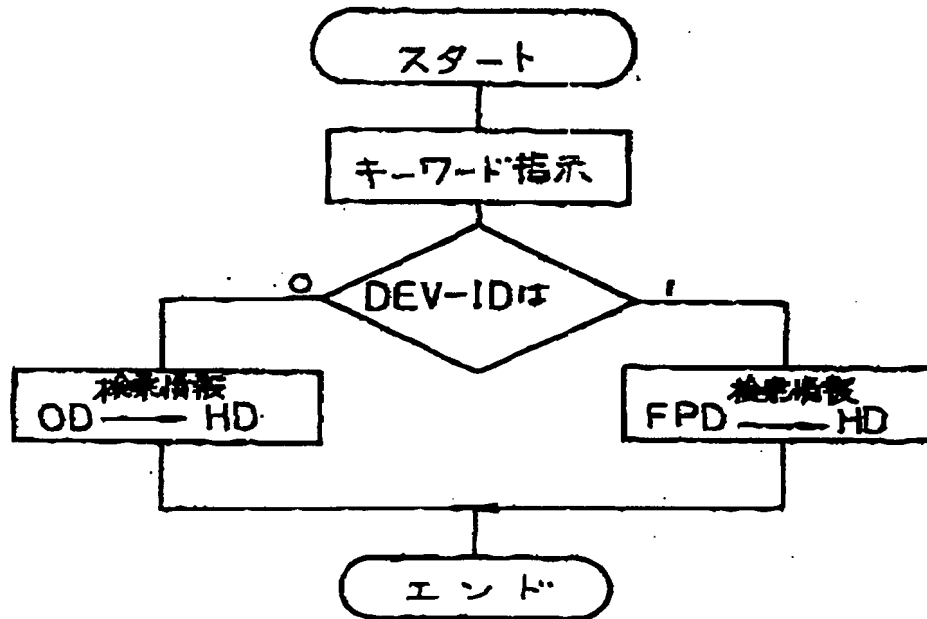 スタート
キーワード指示
DEV-IDは
0
1
検索情報
OD → HD
検索情報
FPD → HD
エンド